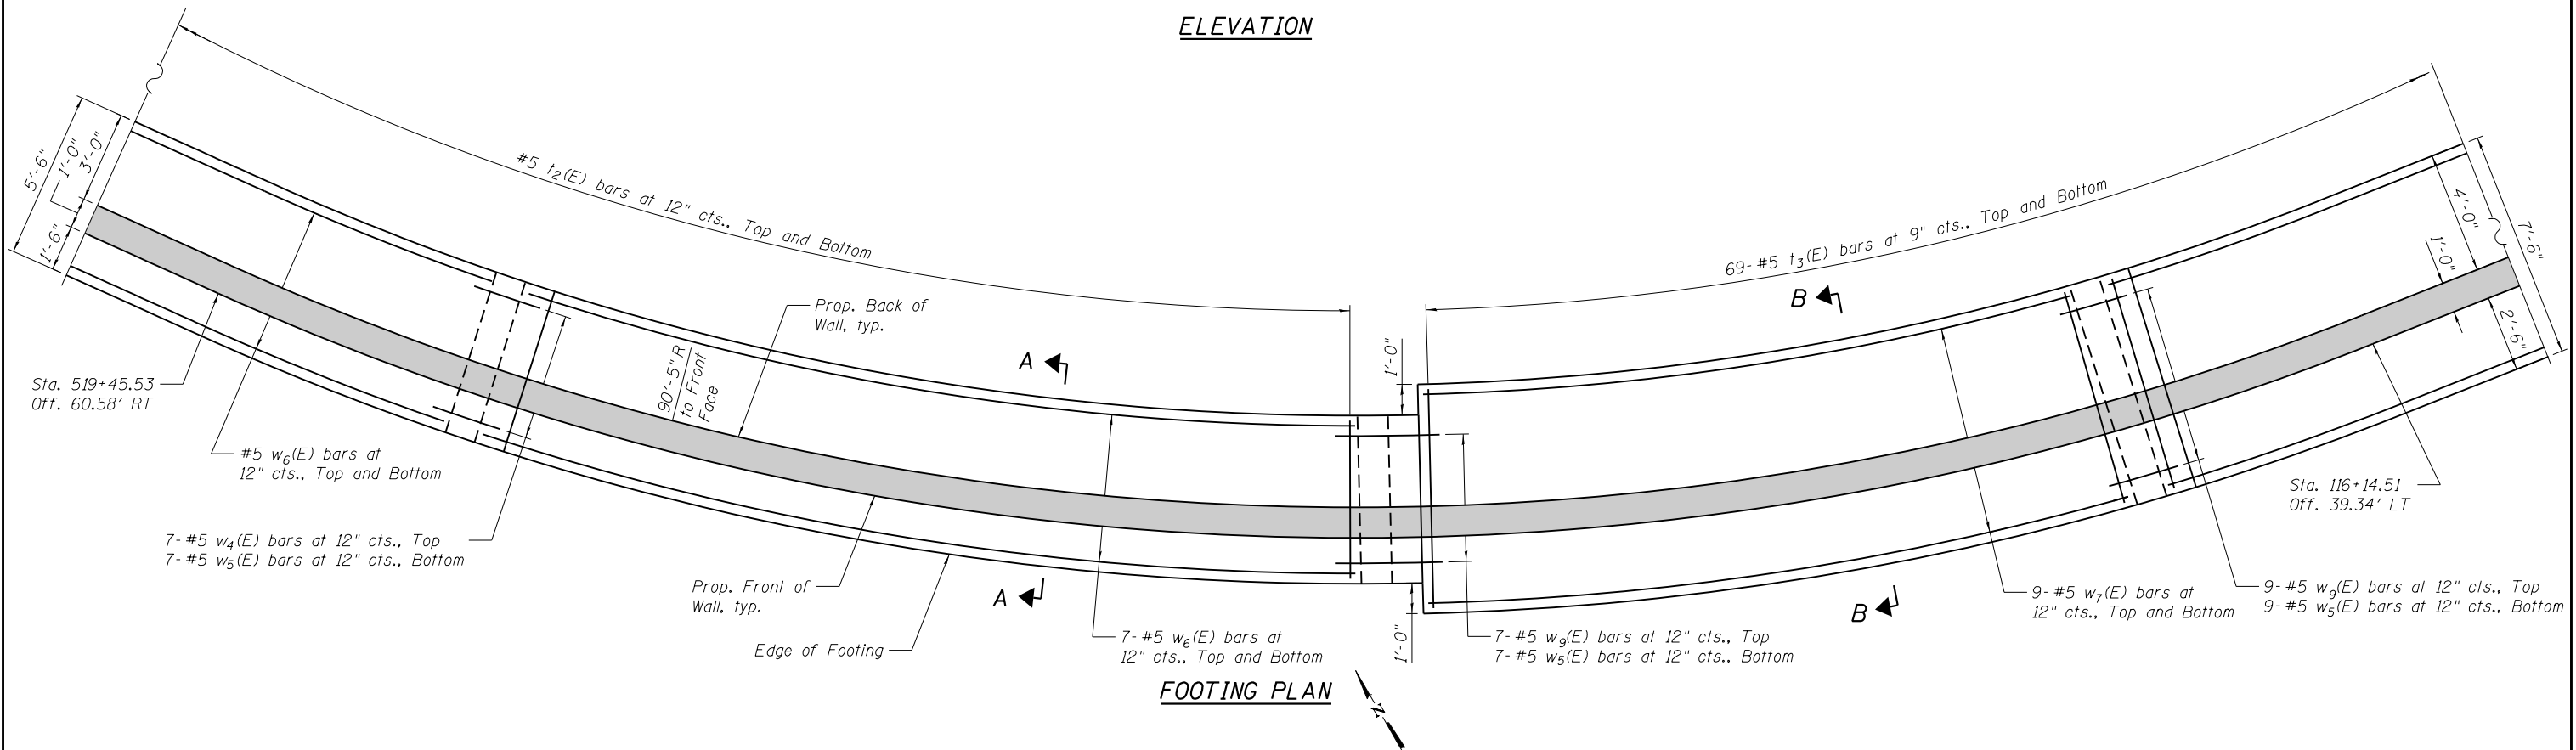 ELEVATION
5'-6"
1'-0"
3'-0"
1'-6"
#5 t2(E) bars at 12" cts., Top and Bottom
69-#5 t3(E) bars at 9" cts., Top and Bottom
4'-0"
7'-6"
1'-0"
2'-6"
Prop. Back of
Wall, typ.
B
A
1'-0"
90'-5" R
to Front
Face
Sta. 519+45.53
Off. 60.58' RT
#5 w6(E) bars at
12" cts., Top and Bottom
7-#5 w4(E) bars at 12" cts., Top
7-#5 w5(E) bars at 12" cts., Bottom
Prop. Front of
Wall, typ.
Edge of Footing
A
7-#5 w6(E) bars at
12" cts., Top and Bottom
1'-0"
7-#5 w9(E) bars at 12" cts., Top
7-#5 w5(E) bars at 12" cts., Bottom
B
9-#5 w7(E) bars at
12" cts., Top and Bottom
Sta. 116+14.51
Off. 39.34' LT
9-#5 w9(E) bars at 12" cts., Top
9-#5 w5(E) bars at 12" cts., Bottom
FOOTING PLAN
N